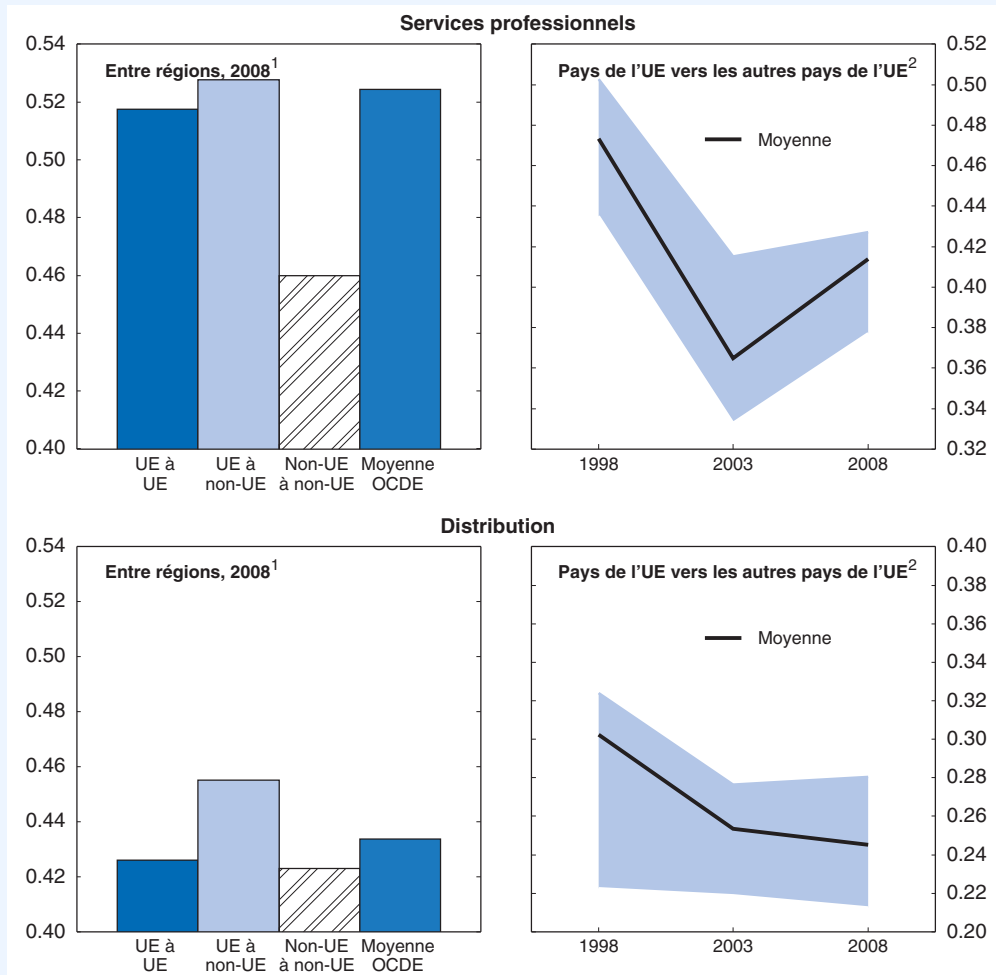 Services professionnels
0.54
0.52
0.50
0.48
0.46
0.44
0.42
0.40
Entre régions, 2008¹
UE à UE
UE à non-UE
Non-UE à non-UE
Moyenne OCDE
Pays de l'UE vers les autres pays de l'UE²
Moyenne
0.52
0.50
0.48
0.46
0.44
0.42
0.40
0.38
0.36
0.34
0.32
1998
2003
2008
Distribution
0.54
0.52
0.50
0.48
0.46
0.44
0.42
0.40
Entre régions, 2008¹
UE à UE
UE à non-UE
Non-UE à non-UE
Moyenne OCDE
Pays de l'UE vers les autres pays de l'UE²
Moyenne
0.40
0.38
0.36
0.34
0.32
0.30
0.28
0.26
0.24
0.22
0.20
1998
2003
2008